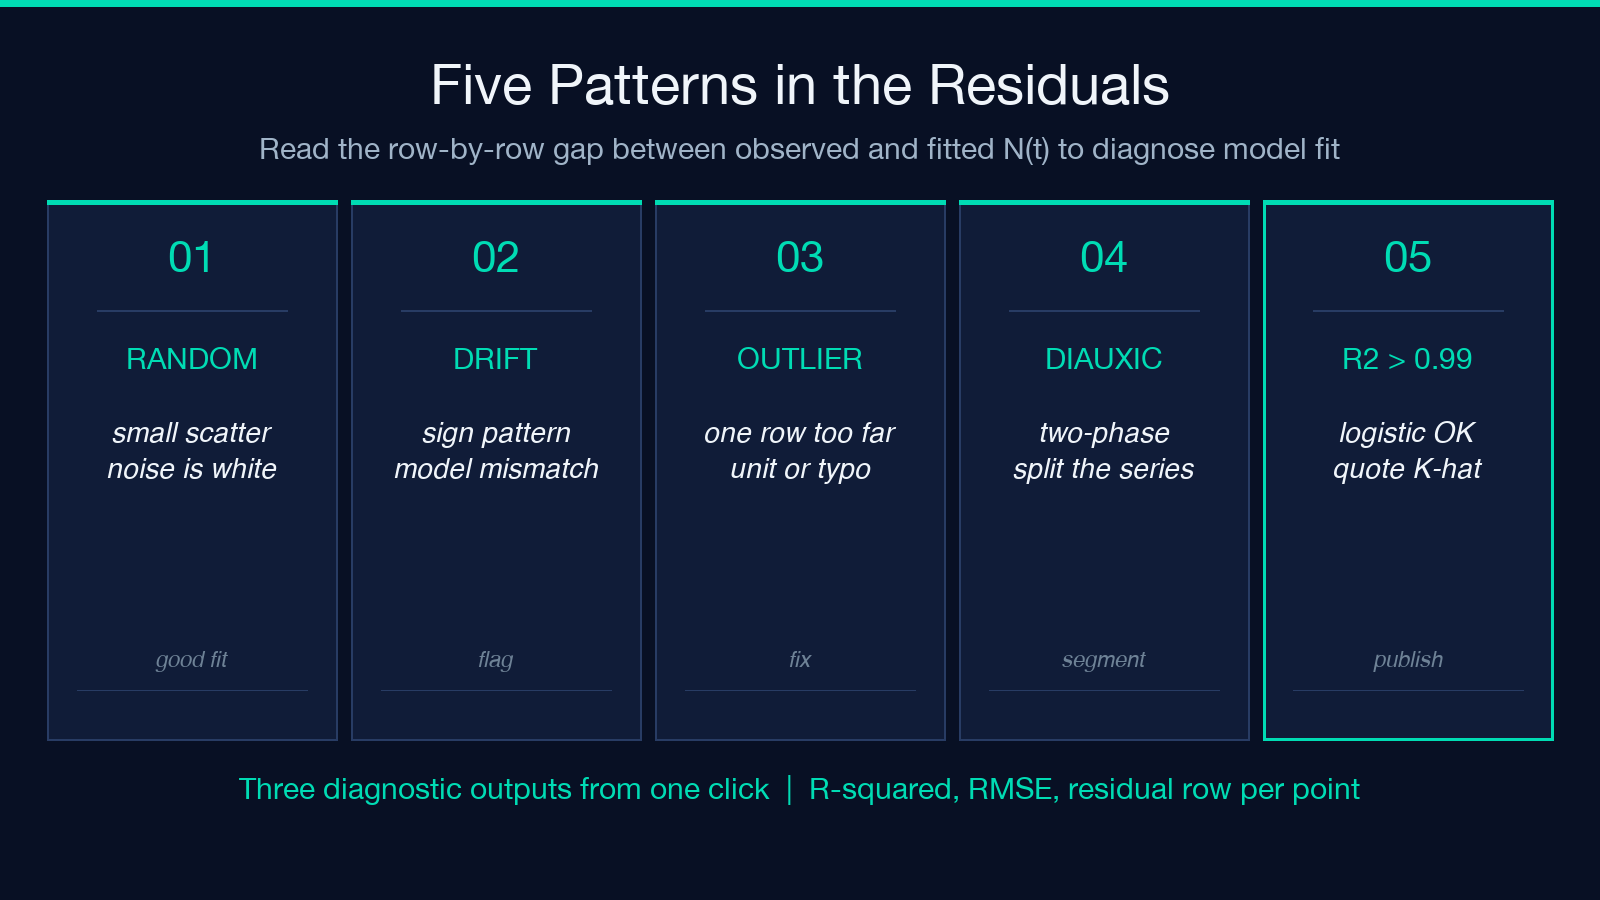 Five Patterns in the Residuals
Read the row-by-row gap between observed and fitted N(t) to diagnose model fit
01
RANDOM
small scatter
noise is white
good fit
02
DRIFT
sign pattern
model mismatch
flag
03
OUTLIER
one row too far
unit or typo
fix
04
DIAUXIC
two-phase
split the series
segment
05
R2 > 0.99
logistic OK
quote K-hat
publish
Three diagnostic outputs from one click | R-squared, RMSE, residual row per point